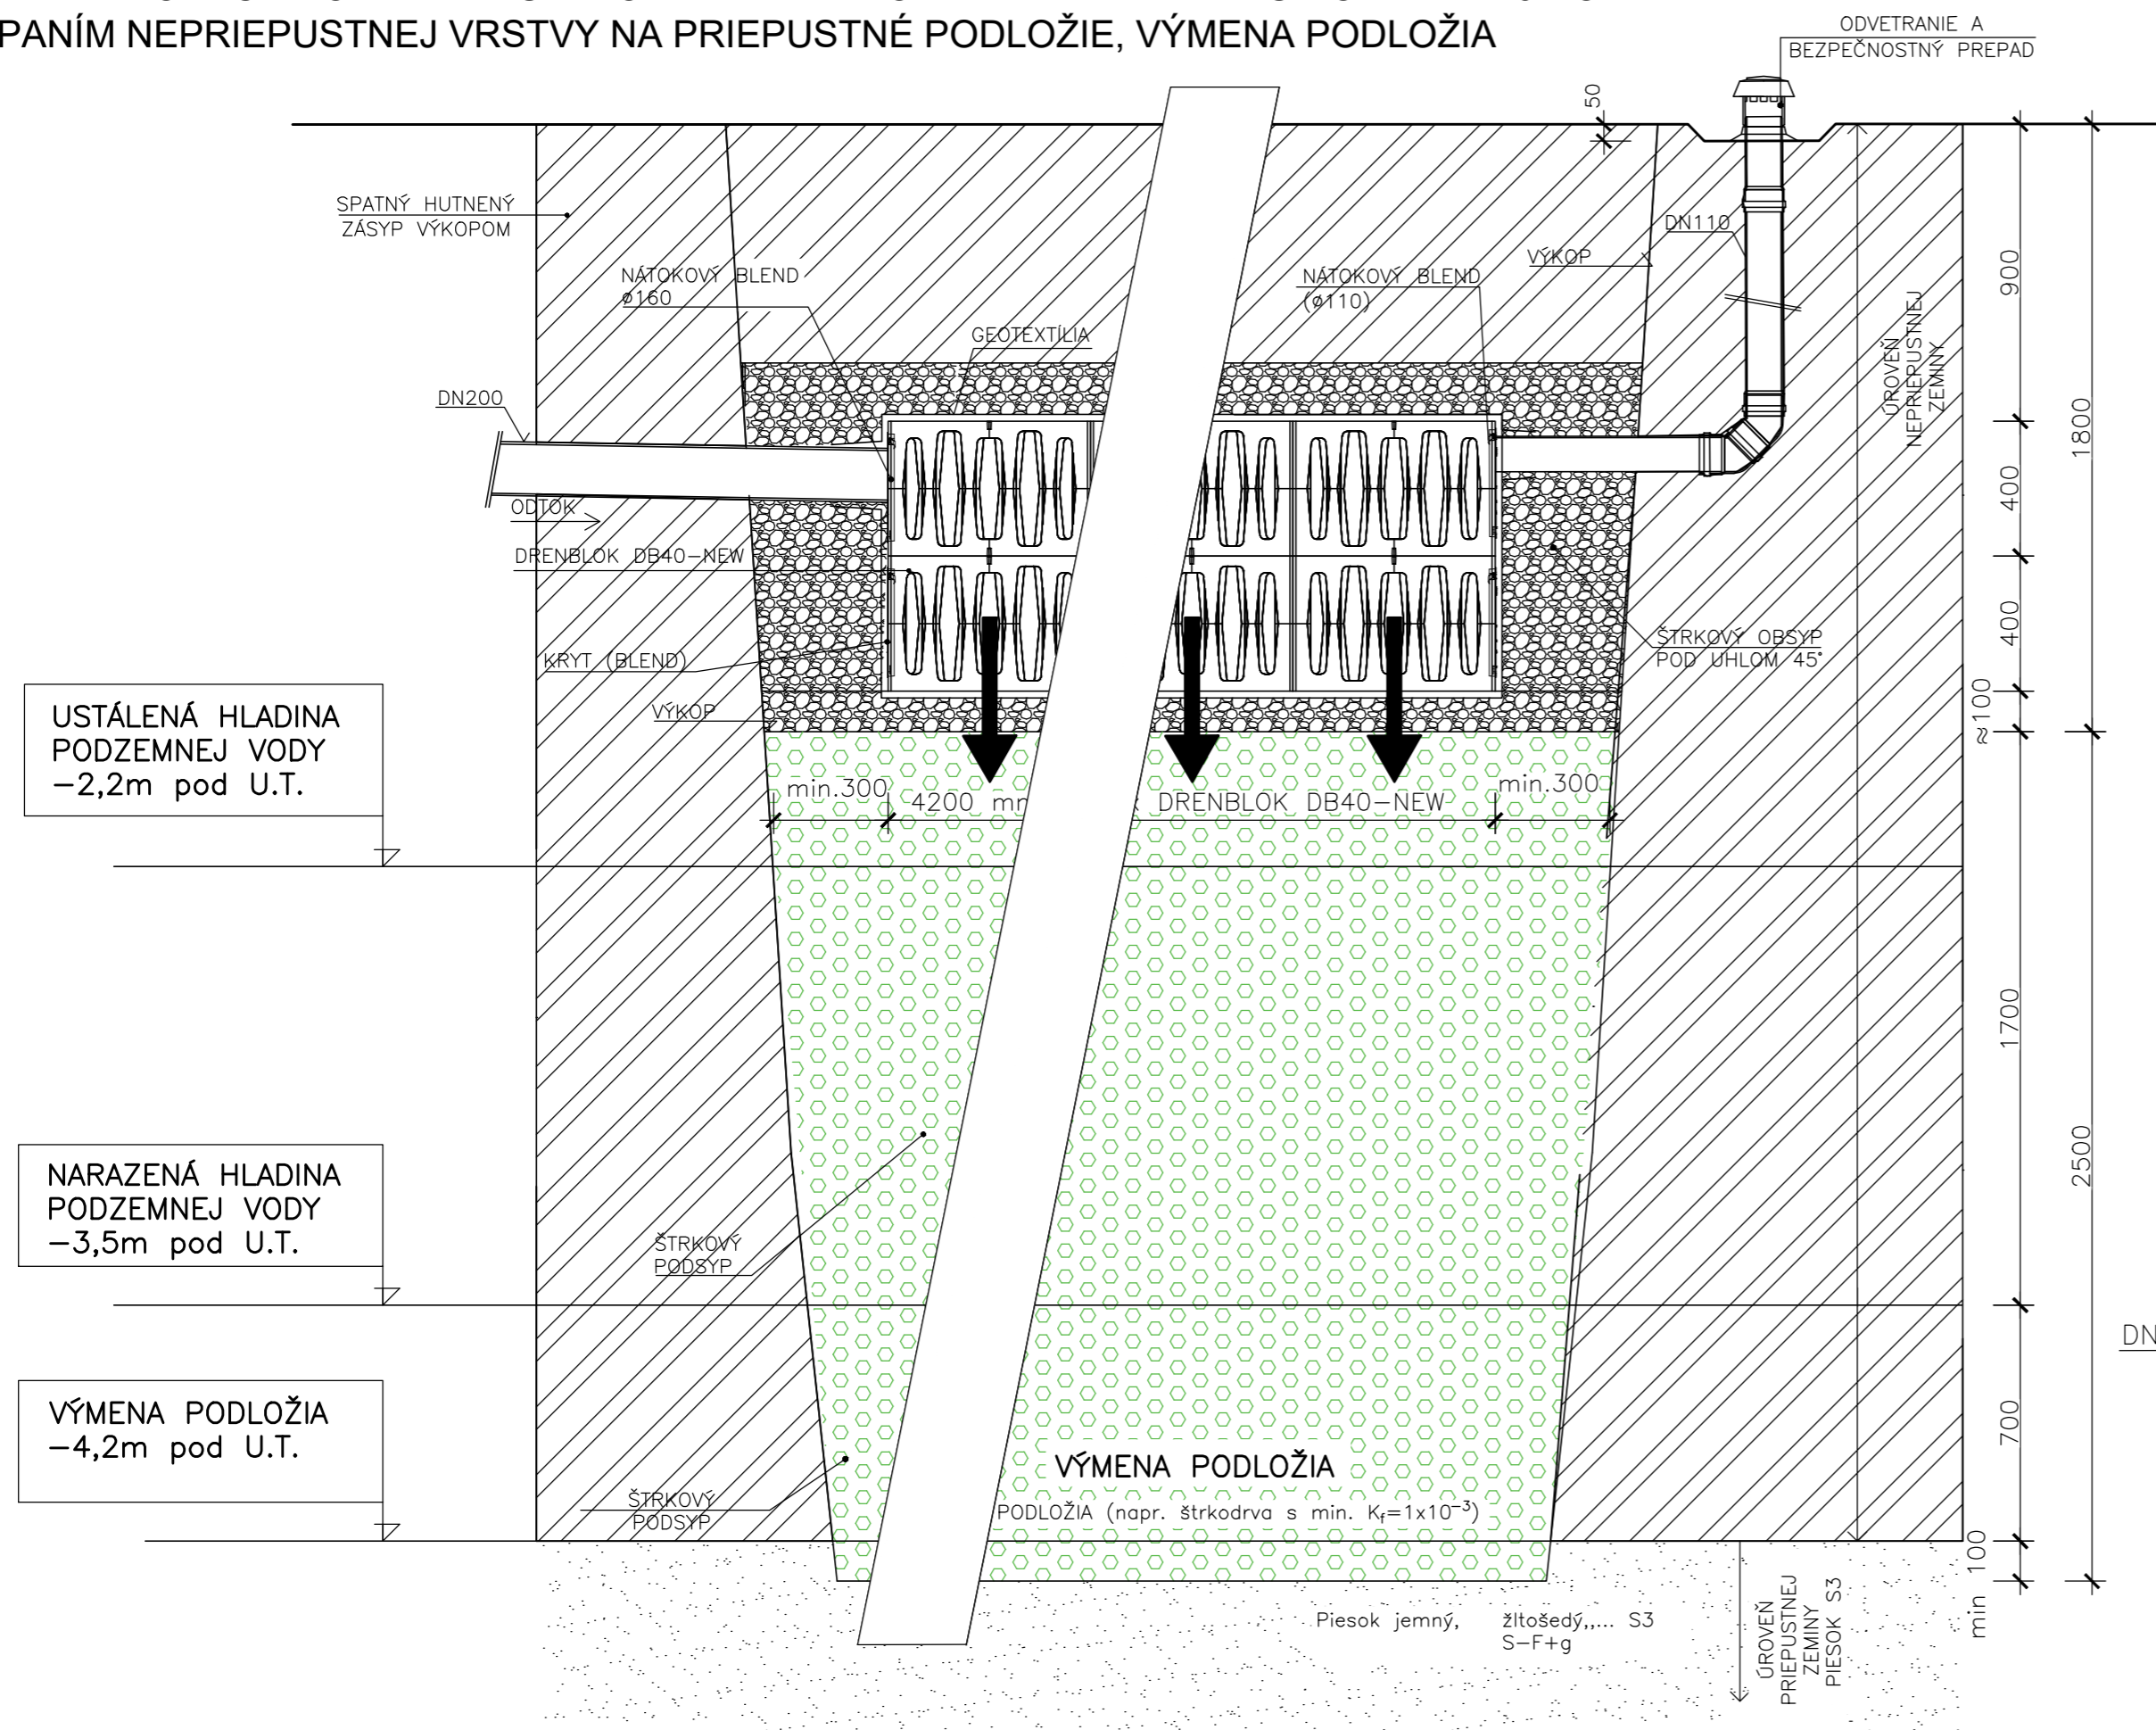 PANÍM NEPRIEPUSTNEJ VRSTVY NA PRIEPUSTNÉ PODLOŽIE, VÝMENA PODLOŽIA
ODVETRANIE A
BEZPEČNOSTNÝ PREPAD
50
SPATNÝ HUTNENÝ
ZÁSYP VÝKOPOM
NÁTOKOVÝ BLEND
ø160
GEOTEXTÍLIA
NÁTOKOVÝ BLEND
(ø110)
VÝKOP
DN110
ÚROVEŇ
NEPRIEPUSTNEJ
ZEMINY
900
1800
DN200
ODTOK
400
DRENBLOK DB40-NEW
400
KRYT (BLEND)
ŠTRKOVÝ OBSYP
POD UHLOM 45°
VÝKOP
≈100
USTÁLENÁ HLADINA
PODZEMNEJ VODY
-2,2m pod U.T.
min.300
4200 mm
DRENBLOK DB40-NEW
min.300
1700
2500
NARAZENÁ HLADINA
PODZEMNEJ VODY
-3,5m pod U.T.
ŠTRKOVÝ
PODSYP
DN
700
VÝMENA PODLOŽIA
-4,2m pod U.T.
VÝMENA PODLOŽIA
PODLOŽIA (napr. štrkodrva s min. Kf=1x10⁻³)
ŠTRKOVÝ
PODSYP
min 100
Piesok jemný, žltošedý,,... S3
S-F+g
ÚROVEŇ
PRIEPUSTNEJ
ZEMINY
PIESOK S3